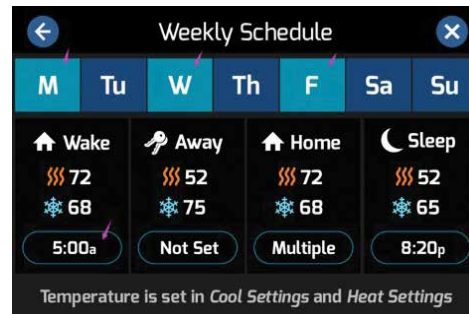 Weekly Schedule
M Tu W Th F Sa Su
Wake Away Home Sleep
72 52 72 52
68 75 68 65
5:00a Not Set Multiple 8:20p
Temperature is set in Cool Settings and Heat Settings